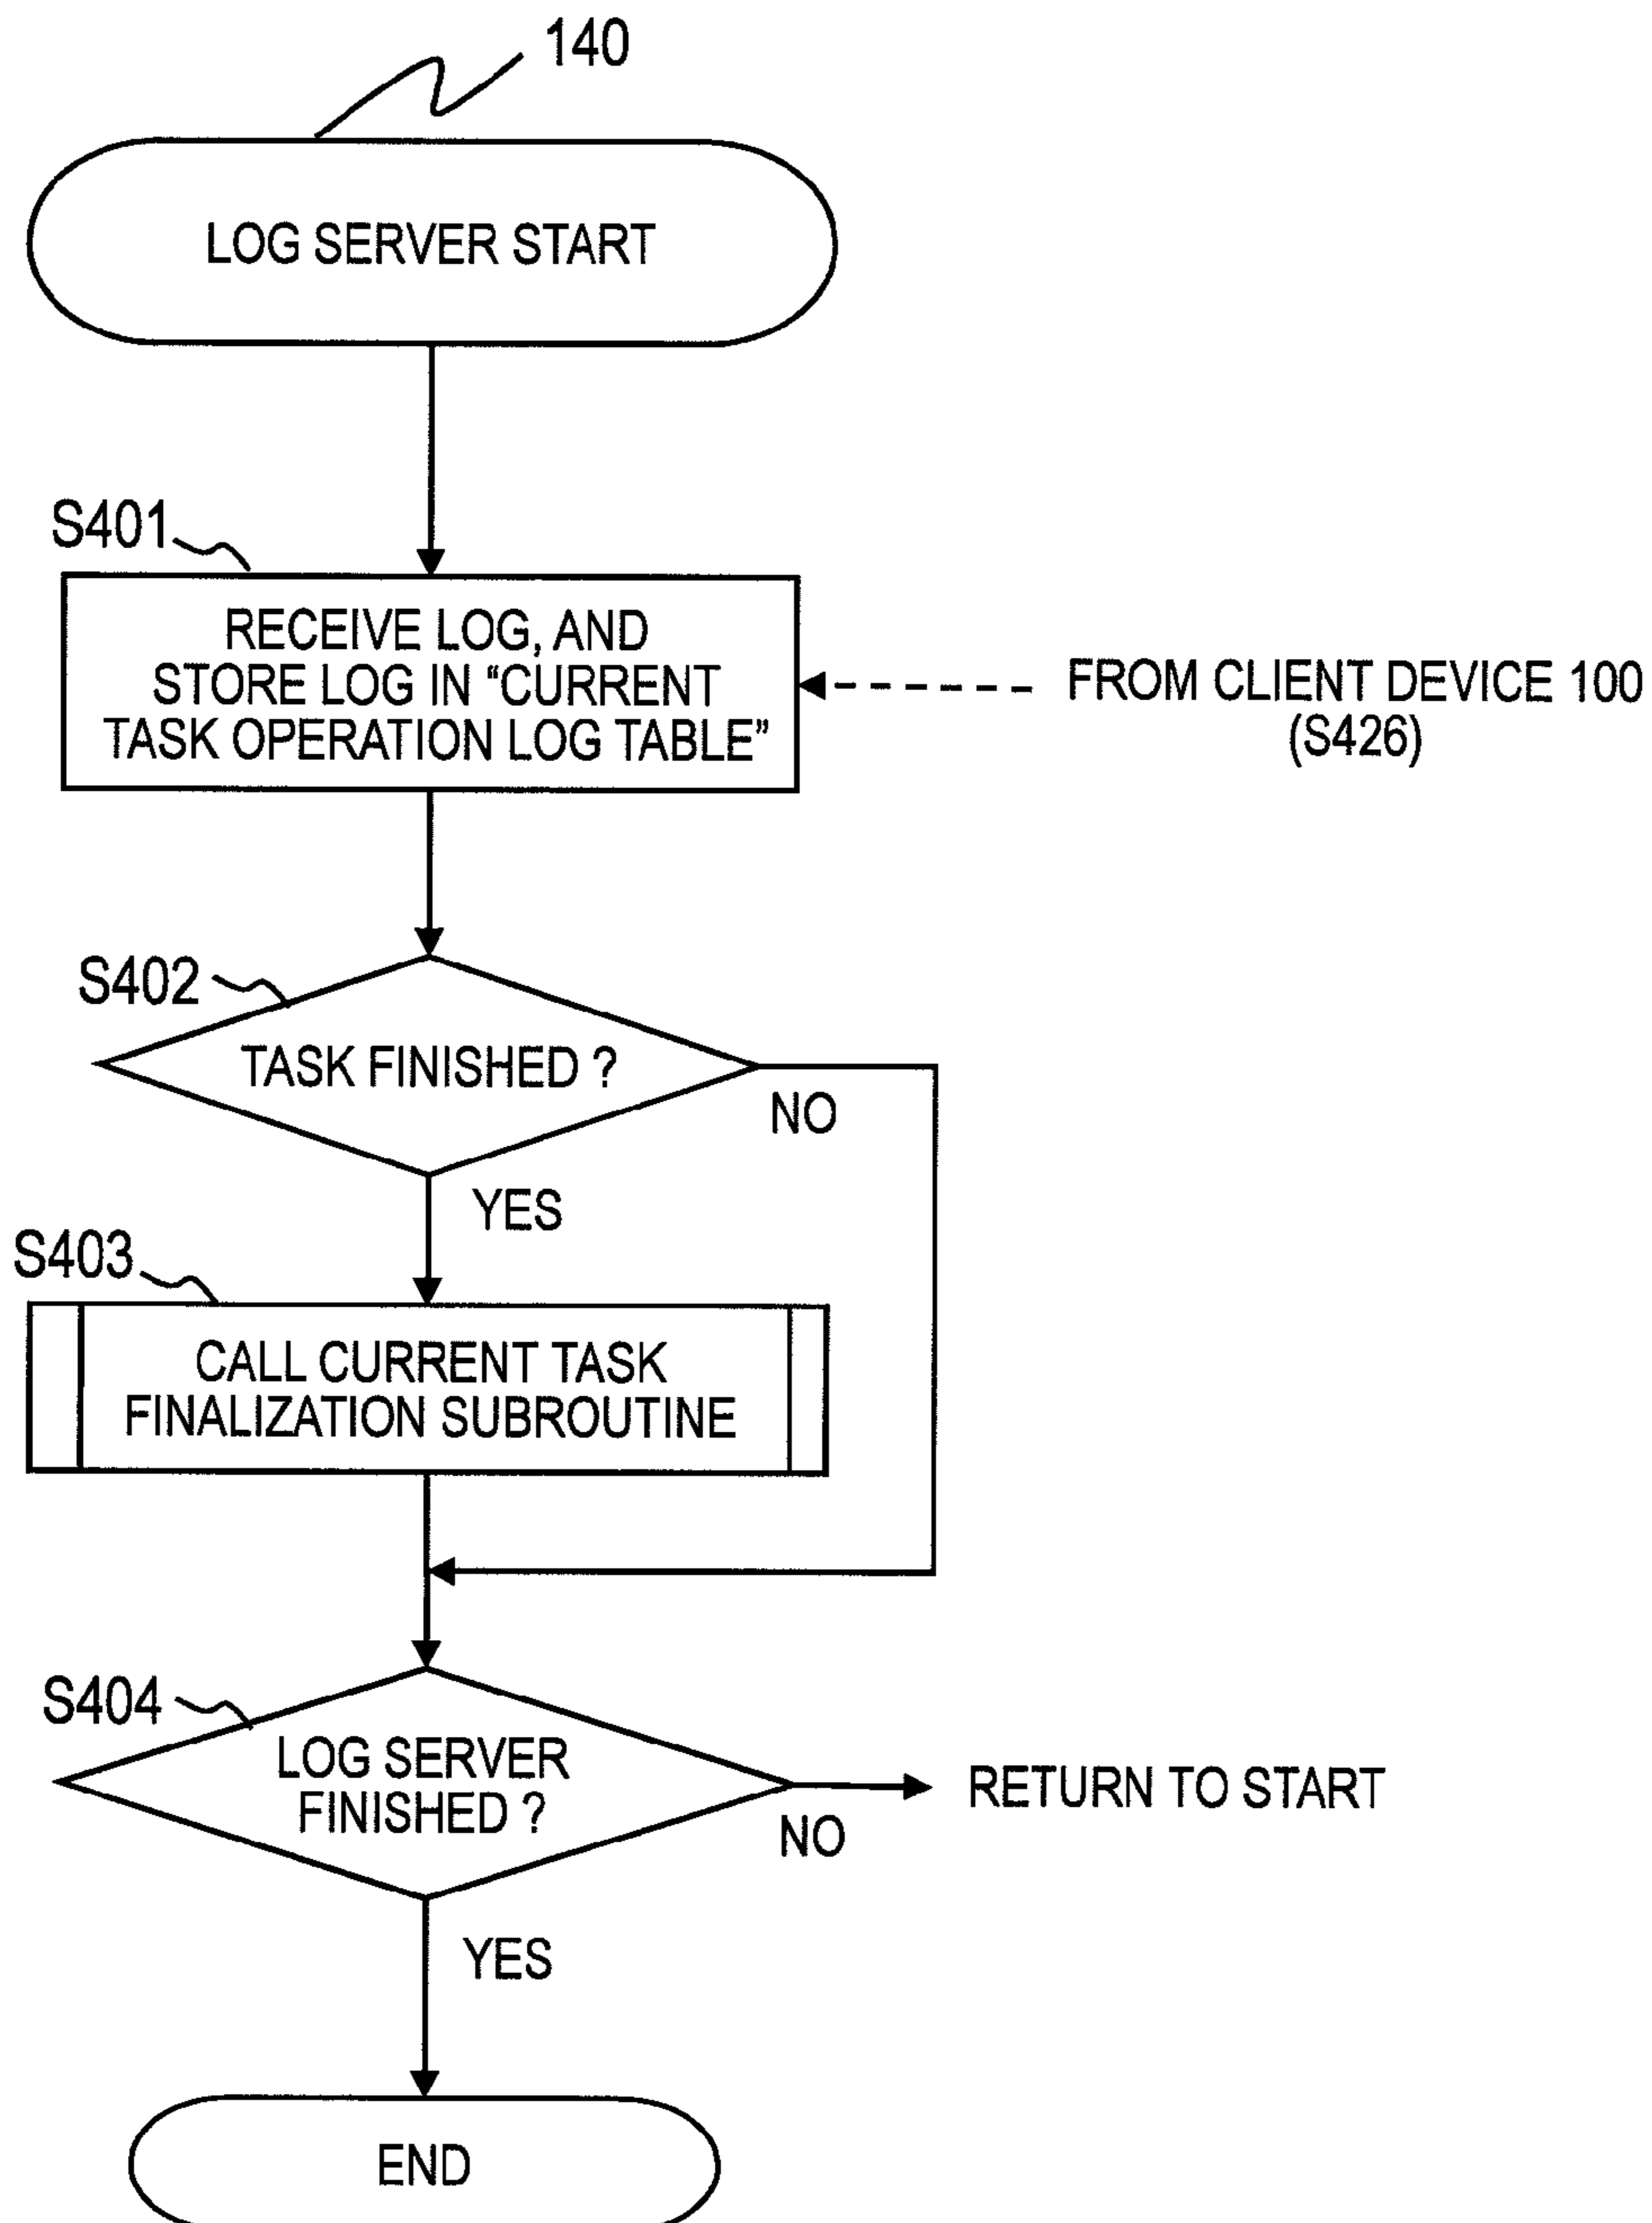 140
LOG SERVER START
S401
RECEIVE LOG, AND
STORE LOG IN “CURRENT
TASK OPERATION LOG TABLE”
FROM CLIENT DEVICE 100
(S426)
S402
TASK FINISHED ?
NO
YES
S403
CALL CURRENT TASK
FINALIZATION SUBROUTINE
S404
LOG SERVER
FINISHED ?
NO
RETURN TO START
YES
END